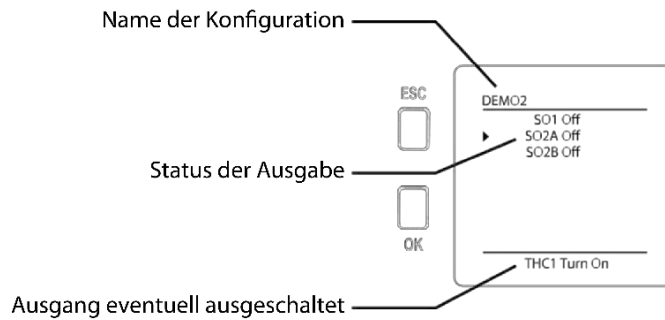 Name der Konfiguration
ESC
DEMO2
SO1 Off
SO2A Off
SO2B Off
Status der Ausgabe
OK
THC1 Turn On
Ausgang eventuell ausgeschaltet